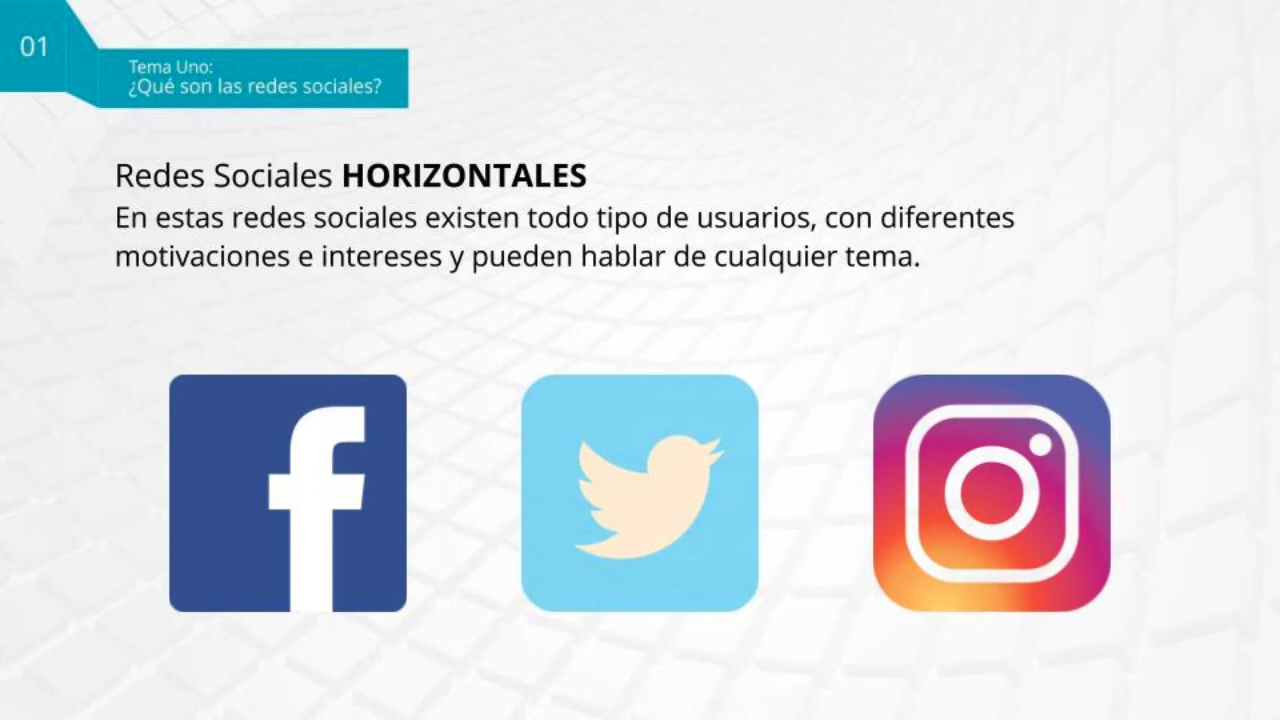 01
Tema Uno:
¿Qué son las redes sociales?
Redes Sociales HORIZONTALES
En estas redes sociales existen todo tipo de usuarios, con diferentes
motivaciones e intereses y pueden hablar de cualquier tema.